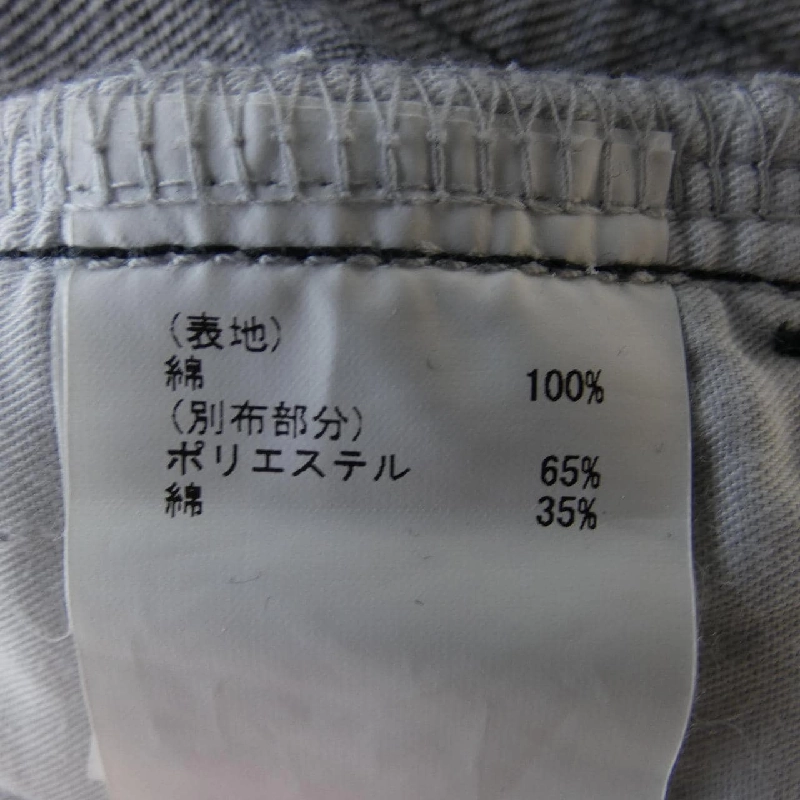 (表地)
綿 100%
(別布部分)
ポリエステル 65%
綿 35%